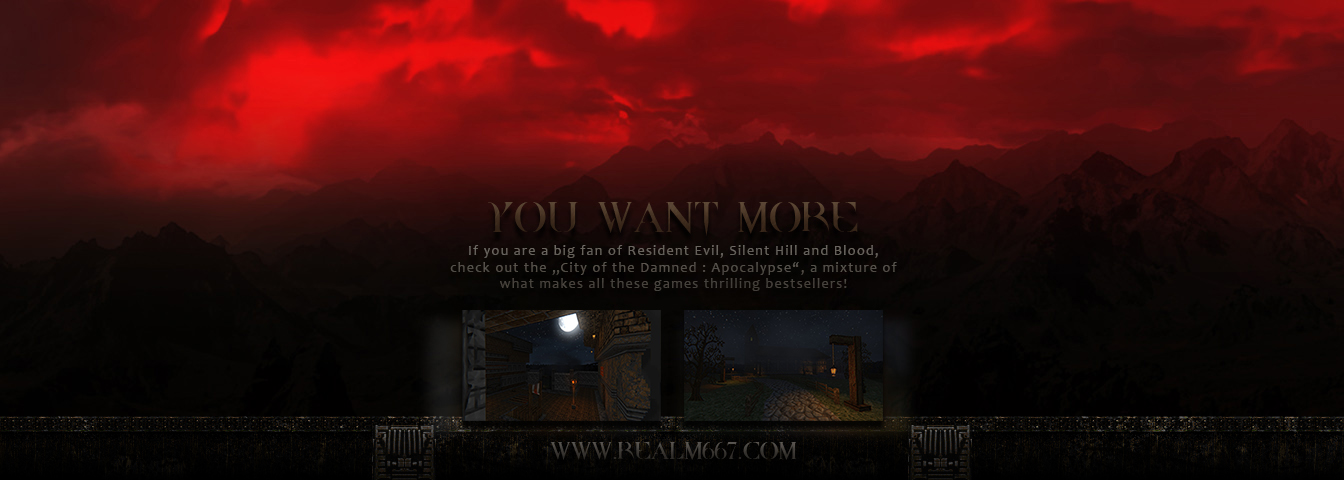 YOU WANT MORE
If you are a big fan of Resident Evil, Silent Hill and Blood,
check out the „City of the Damned : Apocalypse“, a mixture of
what makes all these games thrilling bestsellers!
WWW.REALM667.COM